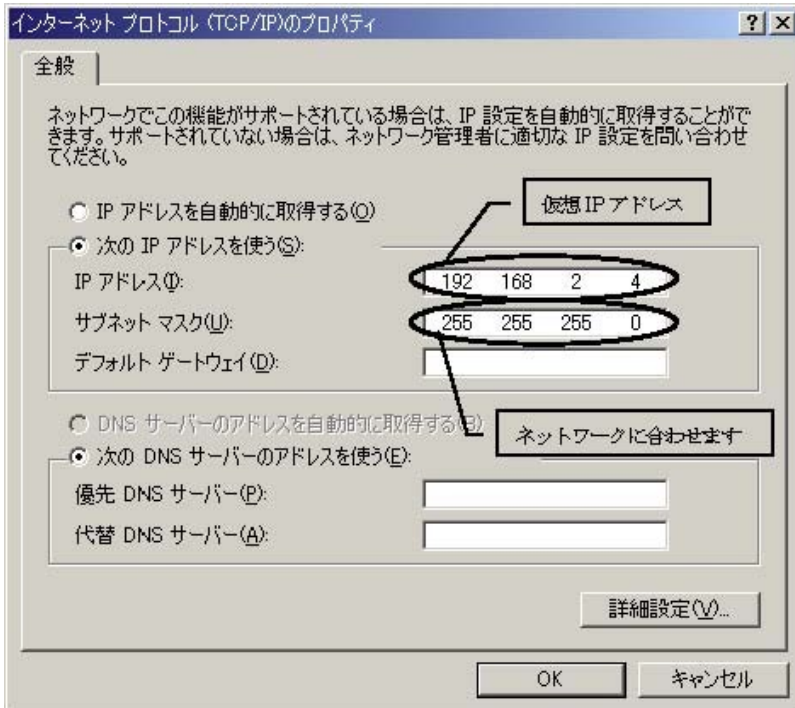 インターネット プロトコル (TCP/IP)のプロパティ
全般
ネットワークでこの機能がサポートされている場合は、IP 設定を自動的に取得することがで
きます。サポートされていない場合は、ネットワーク管理者に適切な IP 設定を問い合わせ
てください。
IP アドレスを自動的に取得する(O)
仮想IPアドレス
次の IP アドレスを使う(S):
IP アドレス(I):
192 168 2 4
サブネット マスク(U):
255 255 255 0
デフォルト ゲートウェイ(D):
DNS サーバーのアドレスを自動的に取得する(B)
ネットワークに合わせます
次の DNS サーバーのアドレスを使う(E):
優先 DNS サーバー(P):
代替 DNS サーバー(A):
詳細設定(V)...
OK
キャンセル